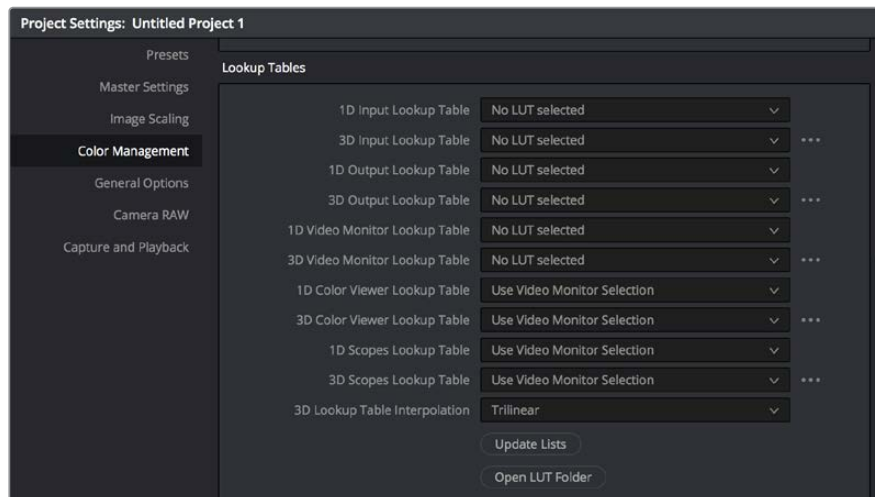 Project Settings: Untitled Project 1
Presets
Master Settings
Image Scaling
Color Management
General Options
Camera RAW
Capture and Playback
Lookup Tables
1D Input Lookup Table No LUT selected
3D Input Lookup Table No LUT selected
1D Output Lookup Table No LUT selected
3D Output Lookup Table No LUT selected
1D Video Monitor Lookup Table No LUT selected
3D Video Monitor Lookup Table No LUT selected
1D Color Viewer Lookup Table Use Video Monitor Selection
3D Color Viewer Lookup Table Use Video Monitor Selection
1D Scopes Lookup Table Use Video Monitor Selection
3D Scopes Lookup Table Use Video Monitor Selection
3D Lookup Table Interpolation Trilinear
Update Lists
Open LUT Folder